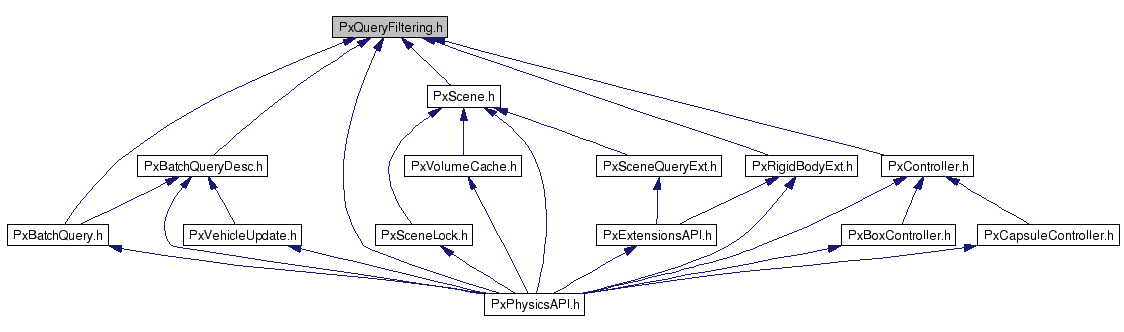 PxQueryFiltering.h
PxScene.h
PxBatchQueryDesc.h
PxVolumeCache.h
PxSceneQueryExt.h
PxRigidBodyExt.h
PxController.h
PxBatchQuery.h
PxVehicleUpdate.h
PxSceneLock.h
PxExtensionsAPI.h
PxBoxController.h
PxCapsuleController.h
PxPhysicsAPI.h